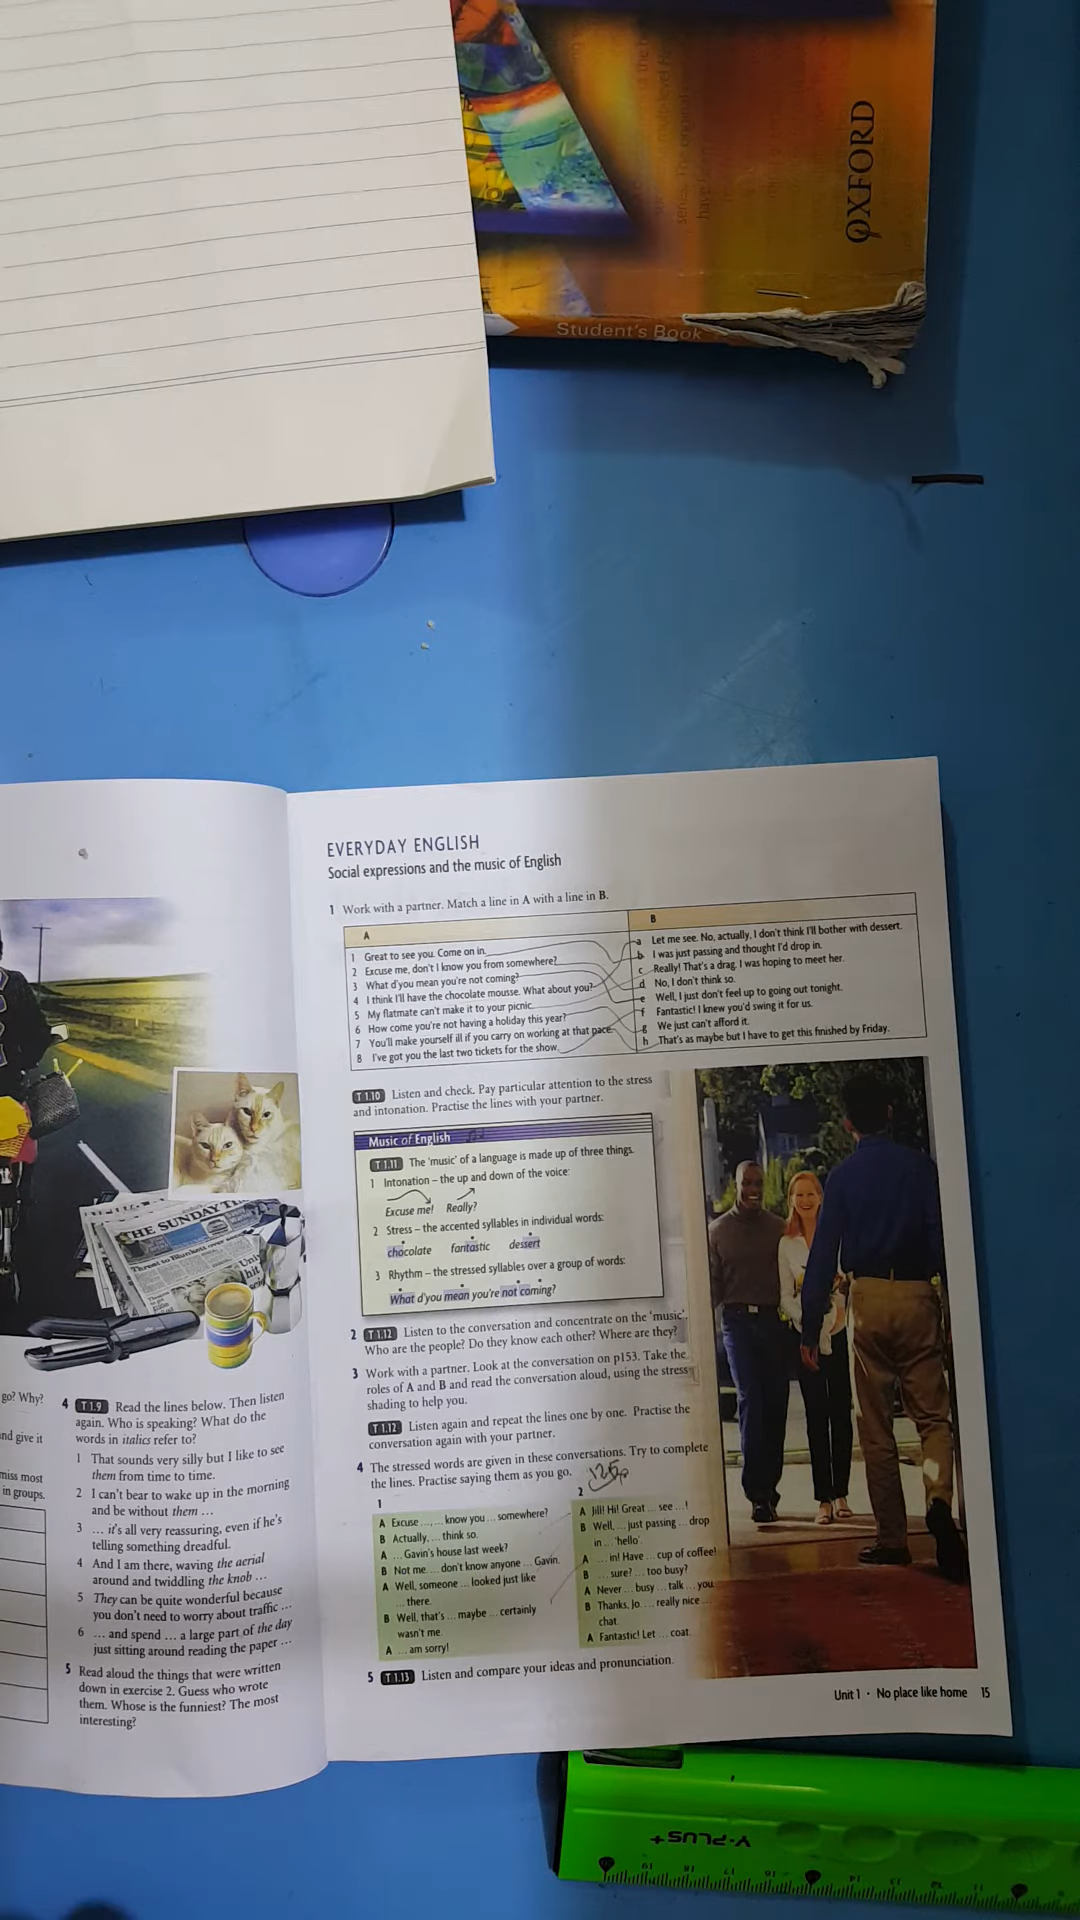 OXFORD
Student's Book
THE SUNDAY
go? Why?
nd give it
miss most
in groups.
4 T 1.9 Read the lines below. Then listen
again. Who is speaking? What do the
words in italics refer to?
1 That sounds very silly but I like to see
them from time to time.
2 I can't bear to wake up in the morning
and be without them …
3 … it's all very reassuring, even if he's
telling something dreadful.
4 And I am there, waving the aerial
around and twiddling the knob …
5 They can be quite wonderful because
you don't need to worry about traffic …
6 … and spend … a large part of the day
just sitting around reading the paper …
5 Read aloud the things that were written
down in exercise 2. Guess who wrote
them. Whose is the funniest? The most
interesting?
EVERYDAY ENGLISH
Social expressions and the music of English
1 Work with a partner. Match a line in A with a line in B.
A
1 Great to see you. Come on in.
2 Excuse me, don't I know you from somewhere?
3 What d'you mean you're not coming?
4 I think I'll have the chocolate mousse. What about you?
5 My flatmate can't make it to your picnic.
6 How come you're not having a holiday this year?
7 You'll make yourself ill if you carry on working at that pace.
8 I've got you the last two tickets for the show.
B
a Let me see. No, actually, I don't think I'll bother with dessert.
b I was just passing and thought I'd drop in.
c Really! That's a drag. I was hoping to meet her.
d No, I don't think so.
e Well, I just don't feel up to going out tonight.
f Fantastic! I knew you'd swing it for us.
g We just can't afford it.
h That's as maybe but I have to get this finished by Friday.
T 1.10 Listen and check. Pay particular attention to the stress
and intonation. Practise the lines with your partner.
Music of English
T 1.11 The 'music' of a language is made up of three things.
1 Intonation – the up and down of the voice:
Excuse me! Really?
2 Stress – the accented syllables in individual words:
chocolate fantastic dessert
3 Rhythm – the stressed syllables over a group of words:
What d'you mean you're not coming?
2 T 1.12 Listen to the conversation and concentrate on the 'music'.
Who are the people? Do they know each other? Where are they?
3 Work with a partner. Look at the conversation on p153. Take the
roles of A and B and read the conversation aloud, using the stress
shading to help you.
T 1.12 Listen again and repeat the lines one by one. Practise the
conversation again with your partner.
4 The stressed words are given in these conversations. Try to complete
the lines. Practise saying them as you go.
1
A Excuse …, … know you … somewhere?
B Actually, … think so.
A … Gavin's house last week?
B Not me. … don't know anyone … Gavin.
A Well, someone … looked just like
… there.
B Well, that's … maybe … certainly
wasn't me.
A … am sorry!
2
A Jill! Hi! Great … see …!
B Well, … just passing … drop
in … 'hello'.
A … in! Have … cup of coffee!
B … sure? … too busy?
A Never … busy … talk … you.
B Thanks, Jo. … really nice …
chat.
A Fantastic! Let … coat.
5 T 1.13 Listen and compare your ideas and pronunciation.
Unit 1 · No place like home 15
Y-PLUS+